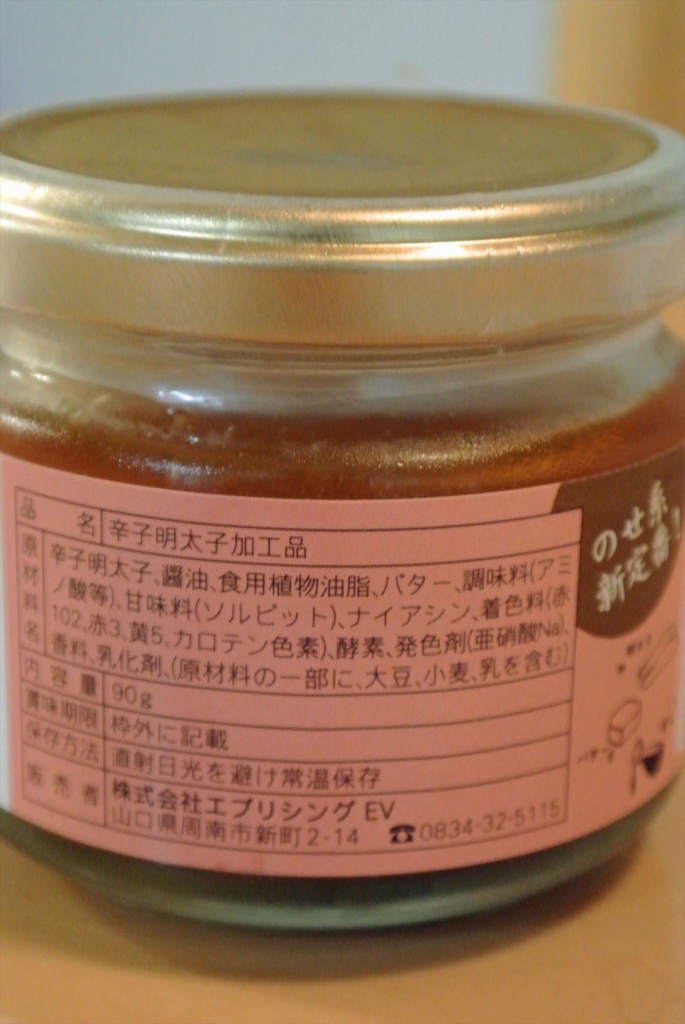 品名 辛子明太子加工品
原材料名 辛子明太子、醤油、食用植物油脂、バター、調味料(アミ
ノ酸等)、甘味料(ソルビット)、ナイアシン、着色料(赤
102、赤3、黄5、カロテン色素)、酵素、発色剤(亜硝酸Na)、
香料、乳化剤、(原材料の一部に、大豆、小麦、乳を含む)
内容量 90g
賞味期限 枠外に記載
保存方法 直射日光を避け常温保存
販売者 株式会社エブリシングEV
山口県周南市新町2-14 ☎0834-32-5115
のせ系
新定番!